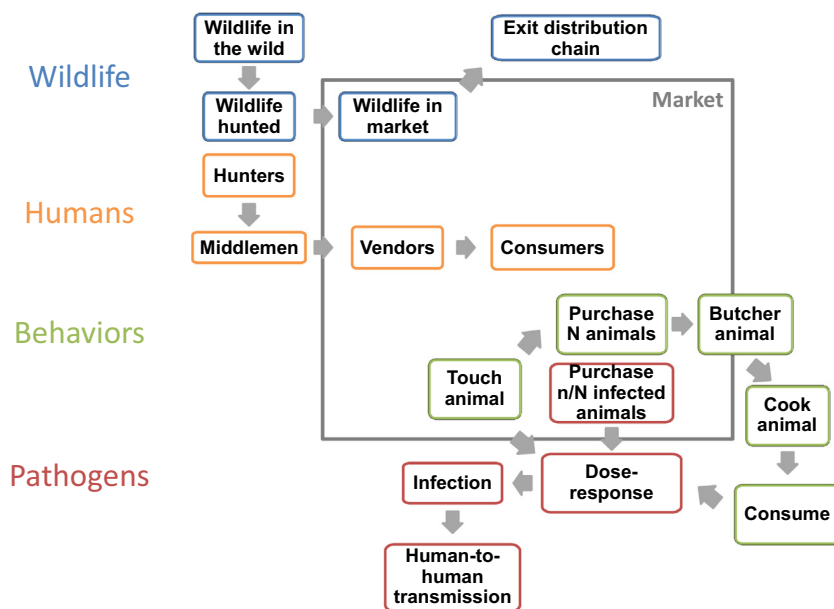 Wildlife in
the wild
Exit distribution
chain
Wildlife
Market
Wildlife
hunted
Wildlife in
market
Hunters
Humans
Middlemen
Vendors
Consumers
Behaviors
Purchase
N animals
Butcher
animal
Touch
animal
Purchase
n/N infected
animals
Cook
animal
Pathogens
Infection
Dose-
response
Consume
Human-to-
human
transmission